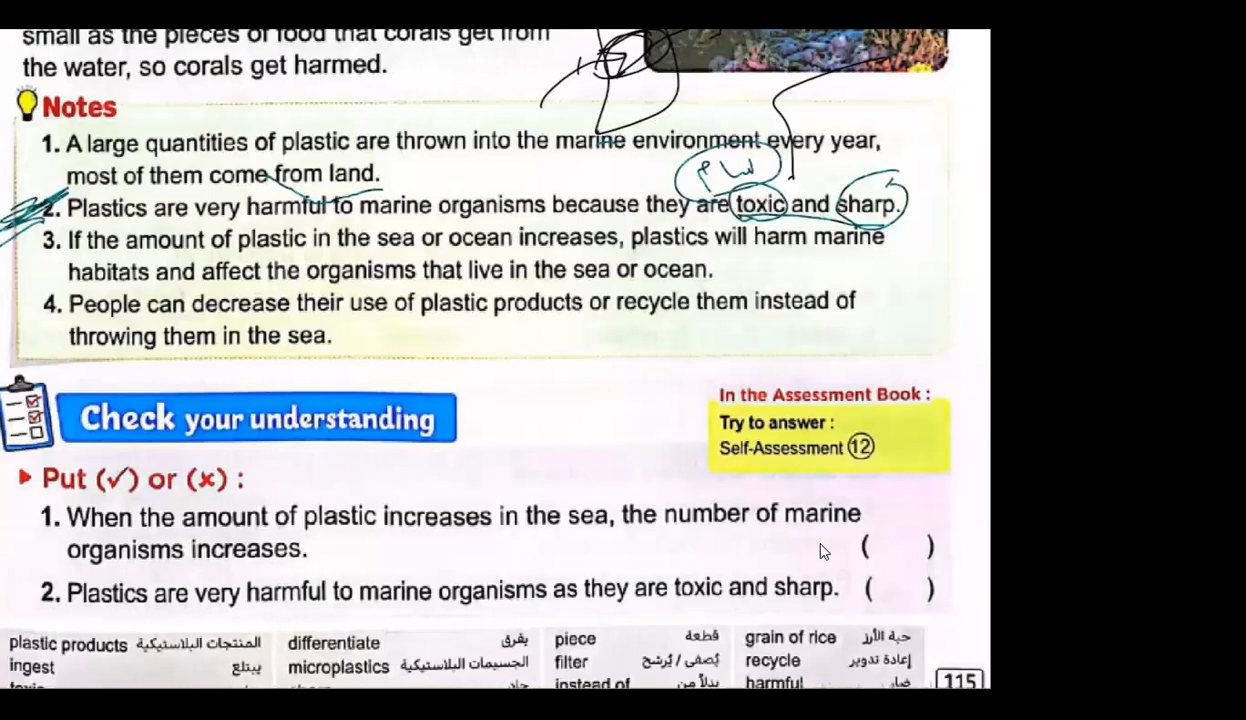 small as the pieces of food that corals get from
the water, so corals get harmed.
Notes
1. A large quantities of plastic are thrown into the marine environment every year,
most of them come from land.
سام
2. Plastics are very harmful to marine organisms because they are toxic and sharp.
3. If the amount of plastic in the sea or ocean increases, plastics will harm marine
habitats and affect the organisms that live in the sea or ocean.
4. People can decrease their use of plastic products or recycle them instead of
throwing them in the sea.
Check your understanding
In the Assessment Book :
Try to answer :
Self-Assessment 12
Put (✓) or (×) :
1. When the amount of plastic increases in the sea, the number of marine
organisms increases. ( )
2. Plastics are very harmful to marine organisms as they are toxic and sharp. ( )
plastic products المنتجات البلاستيكية differentiate يفرق piece قطعة grain of rice حبة الأرز
ingest يبتلع microplastics الجسيمات البلاستيكية filter يُصفى / يُرشح recycle إعادة تدوير
instead of بدلاً من harmful ضار
115